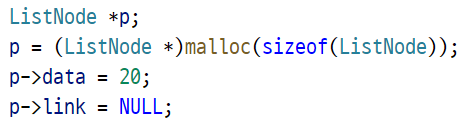 ListNode *p;
p = (ListNode *)malloc(sizeof(ListNode));
p->data = 20;
p->link = NULL;